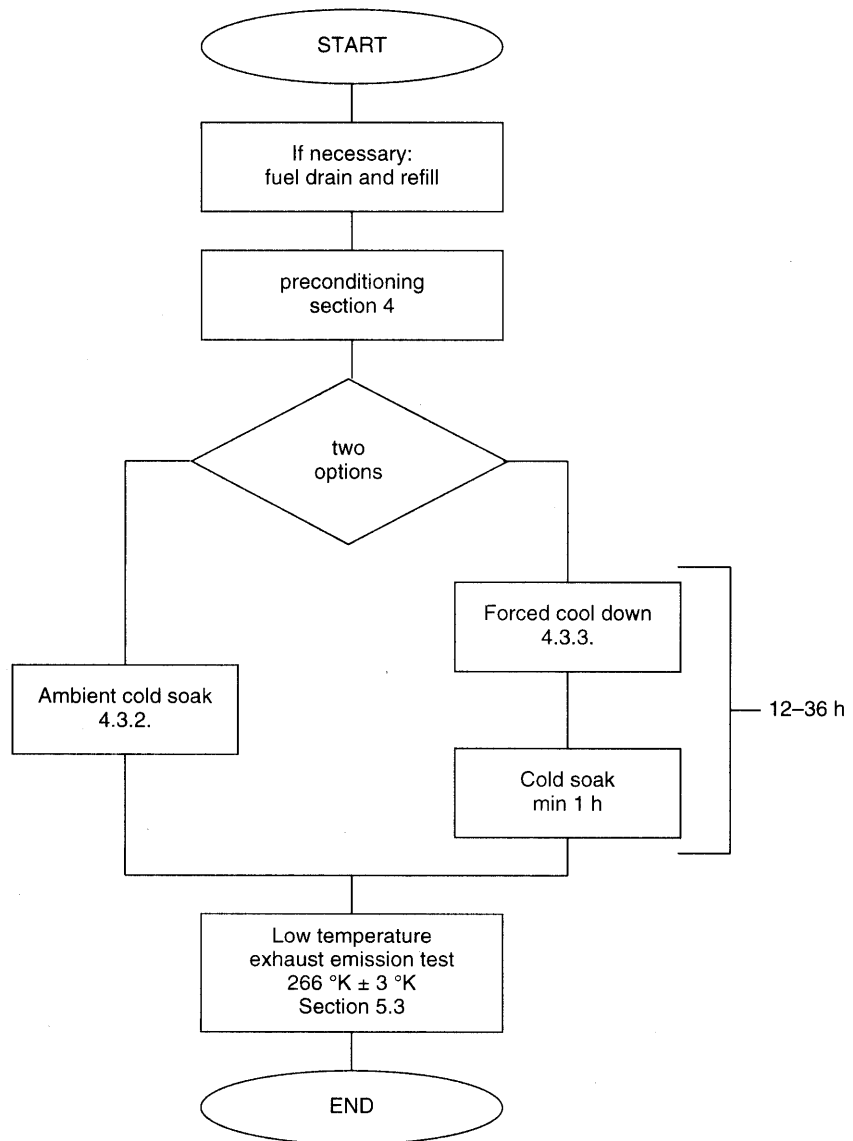 START
If necessary:
fuel drain and refill
preconditioning
section 4
two
options
Forced cool down
4.3.3.
Ambient cold soak
4.3.2.
12–36 h
Cold soak
min 1 h
Low temperature
exhaust emission test
266 °K ± 3 °K
Section 5.3
END